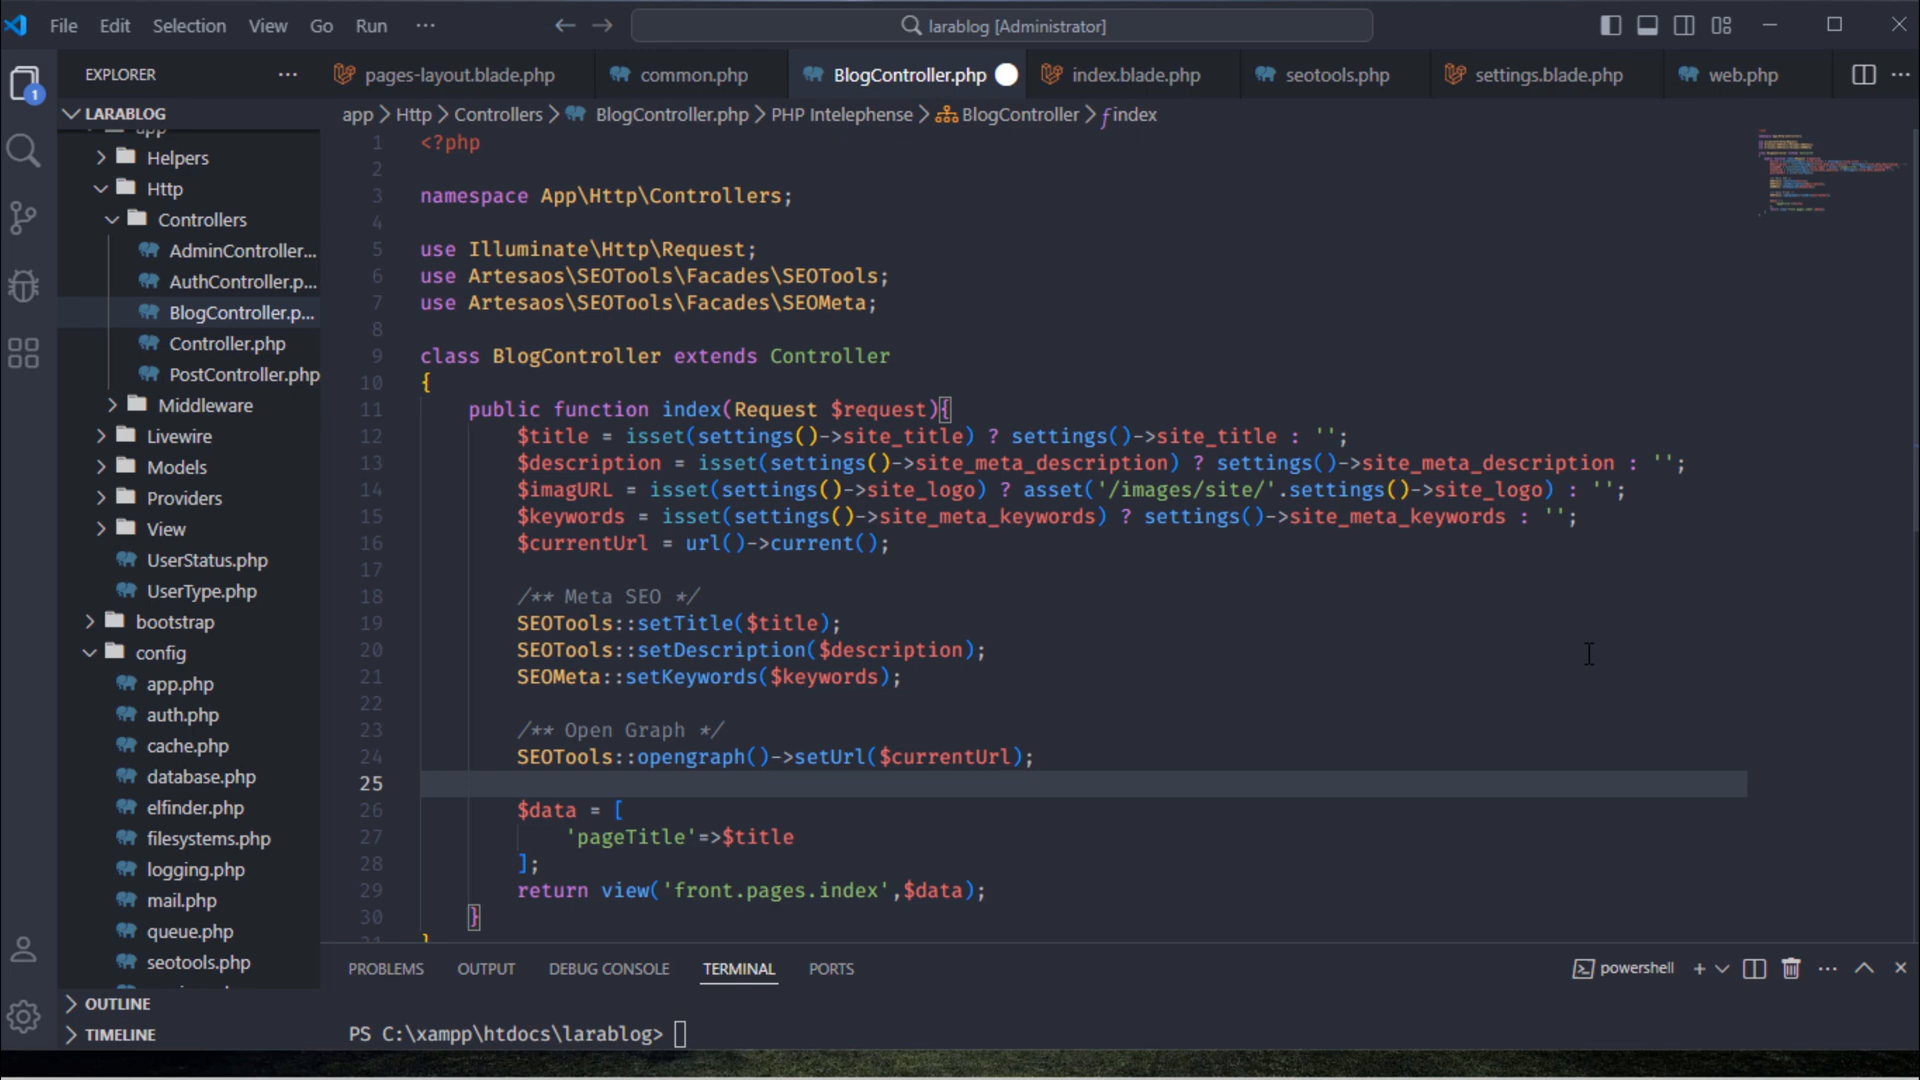 File Edit Selection View Go Run ··· larablog [Administrator]
EXPLORER ···
pages-layout.blade.php common.php BlogController.php index.blade.php seotools.php settings.blade.php web.php ···
LARABLOG
app > Http > Controllers > BlogController.php > PHP Intelephense > BlogController > index
app
Helpers
Http
Controllers
AdminController...
AuthController.p...
BlogController.p...
Controller.php
PostController.php
Middleware
Livewire
Models
Providers
View
UserStatus.php
UserType.php
bootstrap
config
app.php
auth.php
cache.php
database.php
elfinder.php
filesystems.php
logging.php
mail.php
queue.php
seotools.php
OUTLINE
TIMELINE
1
1 <?php
2
3 namespace App\Http\Controllers;
4
5 use Illuminate\Http\Request;
6 use Artesaos\SEOTools\Facades\SEOTools;
7 use Artesaos\SEOTools\Facades\SEOMeta;
8
9 class BlogController extends Controller
10 {
11 public function index(Request $request){
12 $title = isset(settings()->site_title) ? settings()->site_title : '';
13 $description = isset(settings()->site_meta_description) ? settings()->site_meta_description : '';
14 $imagURL = isset(settings()->site_logo) ? asset('/images/site/'.settings()->site_logo) : '';
15 $keywords = isset(settings()->site_meta_keywords) ? settings()->site_meta_keywords : '';
16 $currentUrl = url()->current();
17
18 /** Meta SEO */
19 SEOTools::setTitle($title);
20 SEOTools::setDescription($description);
21 SEOMeta::setKeywords($keywords);
22
23 /** Open Graph */
24 SEOTools::opengraph()->setUrl($currentUrl);
25
26 $data = [
27 'pageTitle'=>$title
28 ];
29 return view('front.pages.index',$data);
30 }
31 }
PROBLEMS OUTPUT DEBUG CONSOLE TERMINAL PORTS powershell
PS C:\xampp\htdocs\larablog>